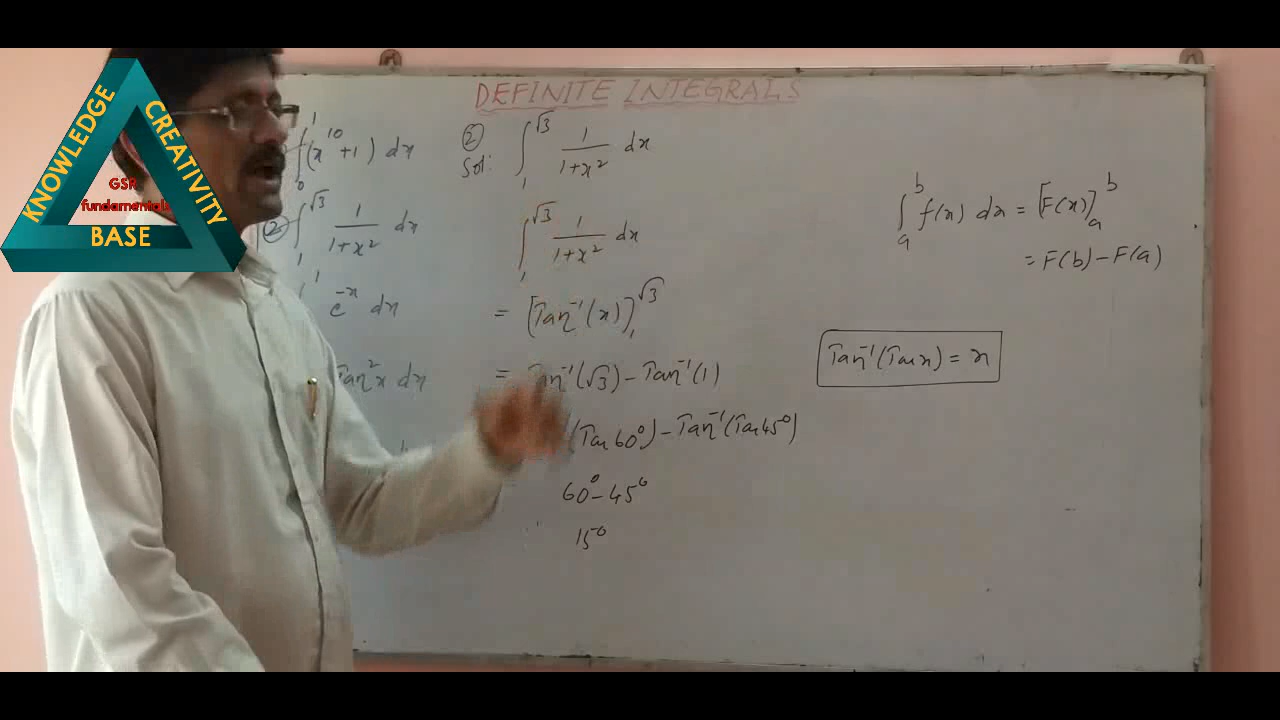 KNOWLEDGE
CREATIVITY
BASE
GSR
fundamentals
DEFINITE INTEGRALS
∫₀¹ (x¹⁰+1) dx
② ∫₁^√3 1/(1+x²) dx
e⁻ˣ dx
Tan²x dx
②
Sol: ∫₁^√3 1/(1+x²) dx
∫₁^√3 1/(1+x²) dx
= [Tan⁻¹(x)]₁^√3
= Tan⁻¹(√3) – Tan⁻¹(1)
(Tan 60°) – Tan⁻¹(Tan 45°)
60° – 45°
15°
∫ₐᵇ f(x) dx = [F(x)]ₐᵇ
= F(b) – F(a)
Tan⁻¹(Tan x) = x